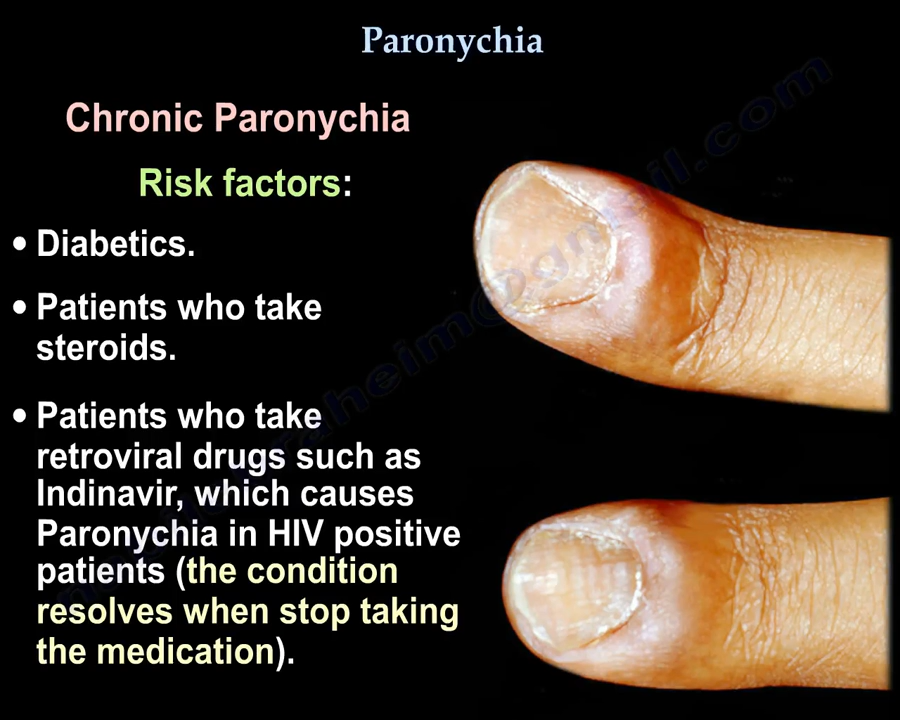 Paronychia
Chronic Paronychia
Risk factors:
• Diabetics.
• Patients who take
steroids.
• Patients who take
retroviral drugs such as
Indinavir, which causes
Paronychia in HIV positive
patients (the condition
resolves when stop taking
the medication).